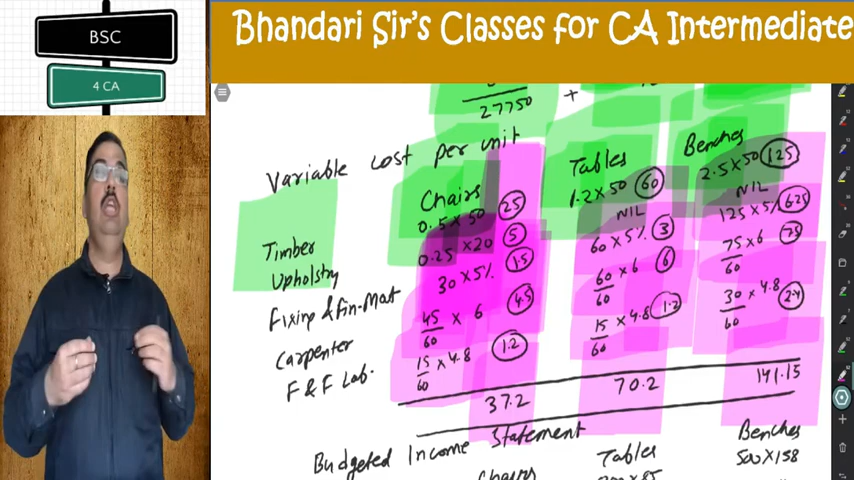 BSC
4 CA
Bhandari Sir's Classes for CA Intermediate
27750 +
Variable cost per unit
Chairs Tables Benches
Timber 0.5 x 50 25 1.2 x 50 60 2.5 x 50 125
Upholstry 0.25 x 20 5 NIL NIL
Fixing & Fin-Mat 30 x 5% 1.5 60 x 5% 3 125 x 5% 6.25
Carpenter 45/60 x 6 4.5 60/60 x 6 6 75/60 x 6 7.5
F & F Lab. 15/60 x 4.8 1.2 15/60 x 4.8 1.2 30/60 x 4.8 2.4
37.2 70.2 141.15
Budgeted Income Statement
Chairs Tables Benches
500 x 158